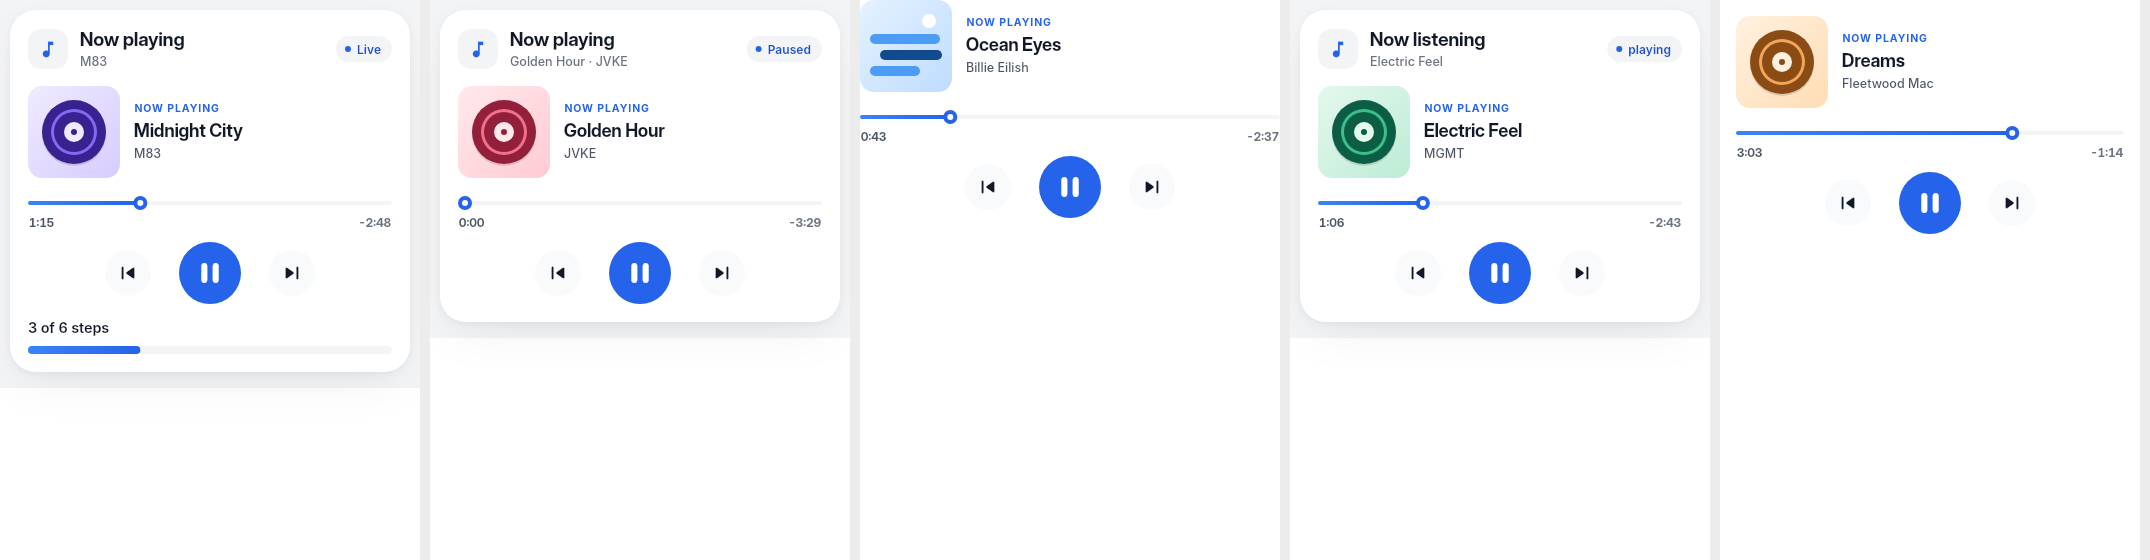 Now playing
M83
Live
NOW PLAYING
Midnight City
M83
1:15
-2:48
3 of 6 steps
Now playing
Golden Hour · JVKE
Paused
NOW PLAYING
Golden Hour
JVKE
0:00
-3:29
NOW PLAYING
Ocean Eyes
Billie Eilish
0:43
-2:37
Now listening
Electric Feel
playing
NOW PLAYING
Electric Feel
MGMT
1:06
-2:43
NOW PLAYING
Dreams
Fleetwood Mac
3:03
-1:14